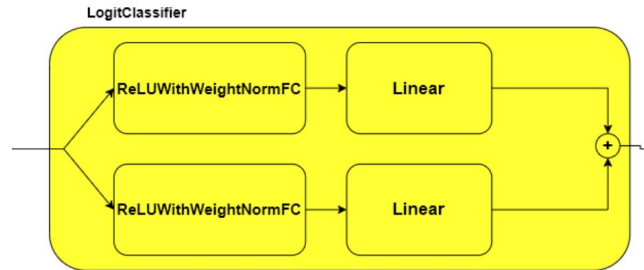 LogitClassifier
ReLUWithWeightNormFC
Linear
+
ReLUWithWeightNormFC
Linear